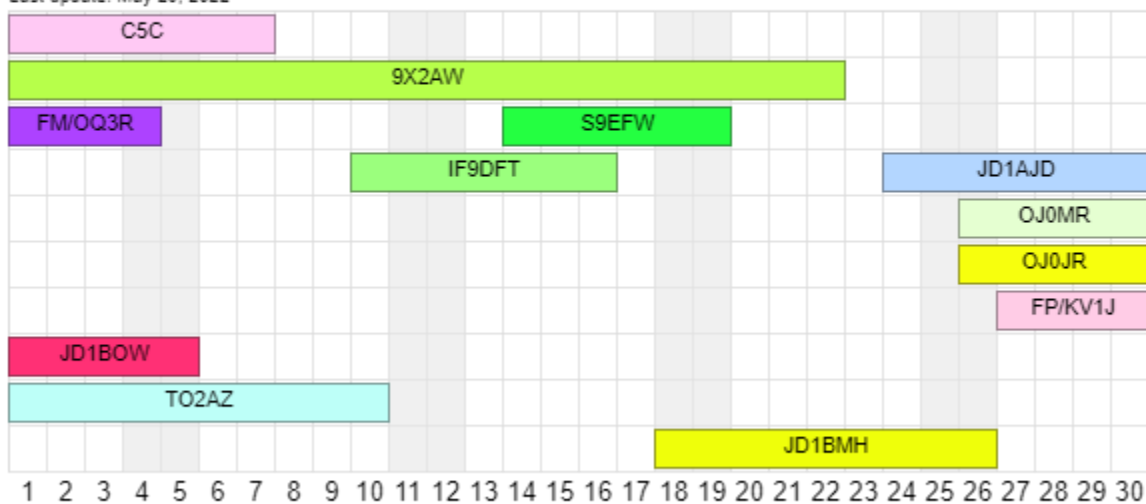 C5C
9X2AW
FM/OQ3R S9EFW
IF9DFT JD1AJD
OJ0MR
OJ0JR
FP/KV1J
JD1BOW
TO2AZ
JD1BMH
1 2 3 4 5 6 7 8 9 10 11 12 13 14 15 16 17 18 19 20 21 22 23 24 25 26 27 28 29 30